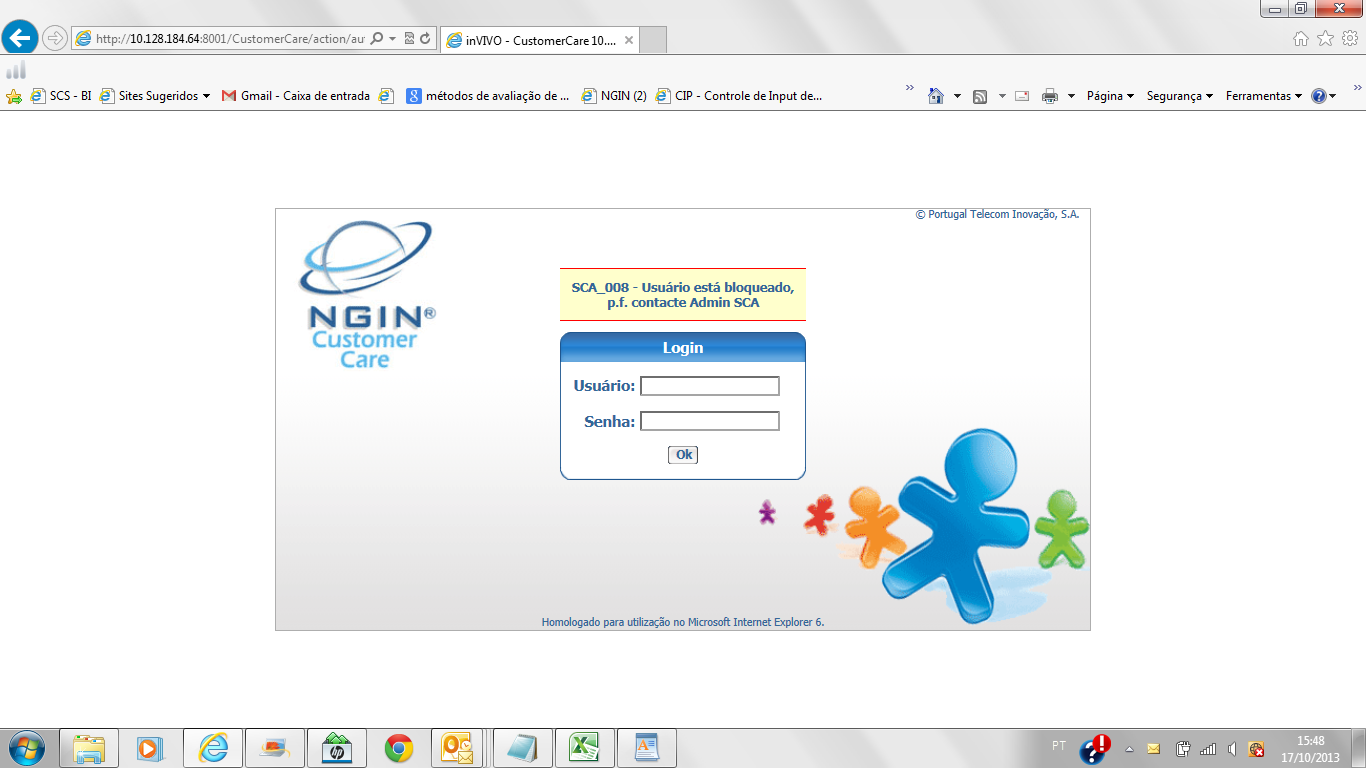 http://10.128.184.64:8001/CustomerCare/action/au
inVIVO - CustomerCare 10....
SCS - BI
Sites Sugeridos
Gmail - Caixa de entrada
métodos de avaliação de ...
NGIN (2)
CIP - Controle de Input de...
Página
Segurança
Ferramentas
© Portugal Telecom Inovação, S.A.
NGIN®
Customer
Care
SCA_008 - Usuário está bloqueado,
p.f. contacte Admin SCA
Login
Usuário:
Senha:
Ok
Homologado para utilização no Microsoft Internet Explorer 6.
PT
15:48
17/10/2013